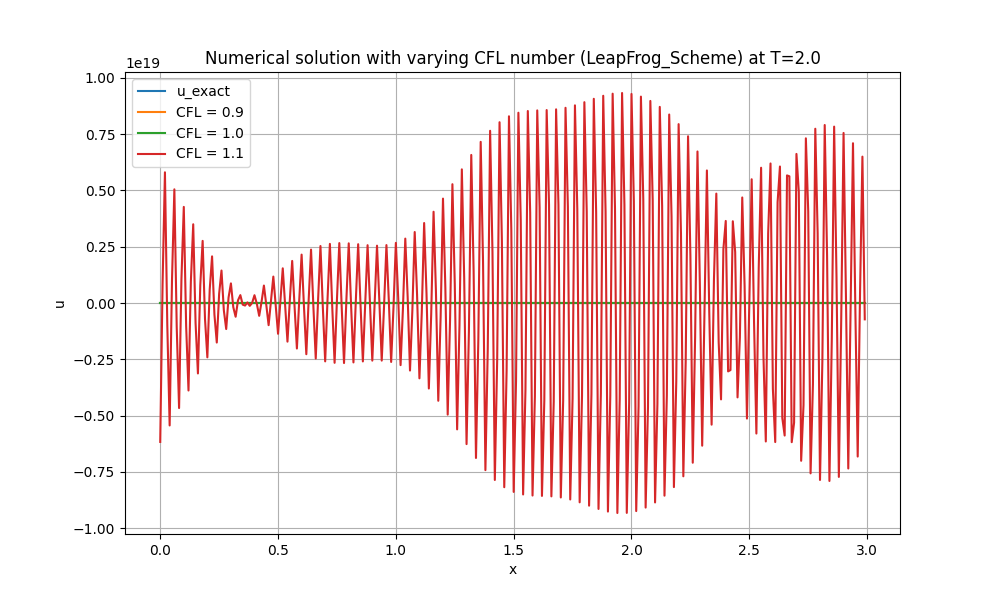 Numerical solution with varying CFL number (LeapFrog_Scheme) at T=2.0
1e19
1.00
0.75
0.50
0.25
0.00
−0.25
−0.50
−0.75
−1.00
u
u_exact
CFL = 0.9
CFL = 1.0
CFL = 1.1
0.0 0.5 1.0 1.5 2.0 2.5 3.0
x